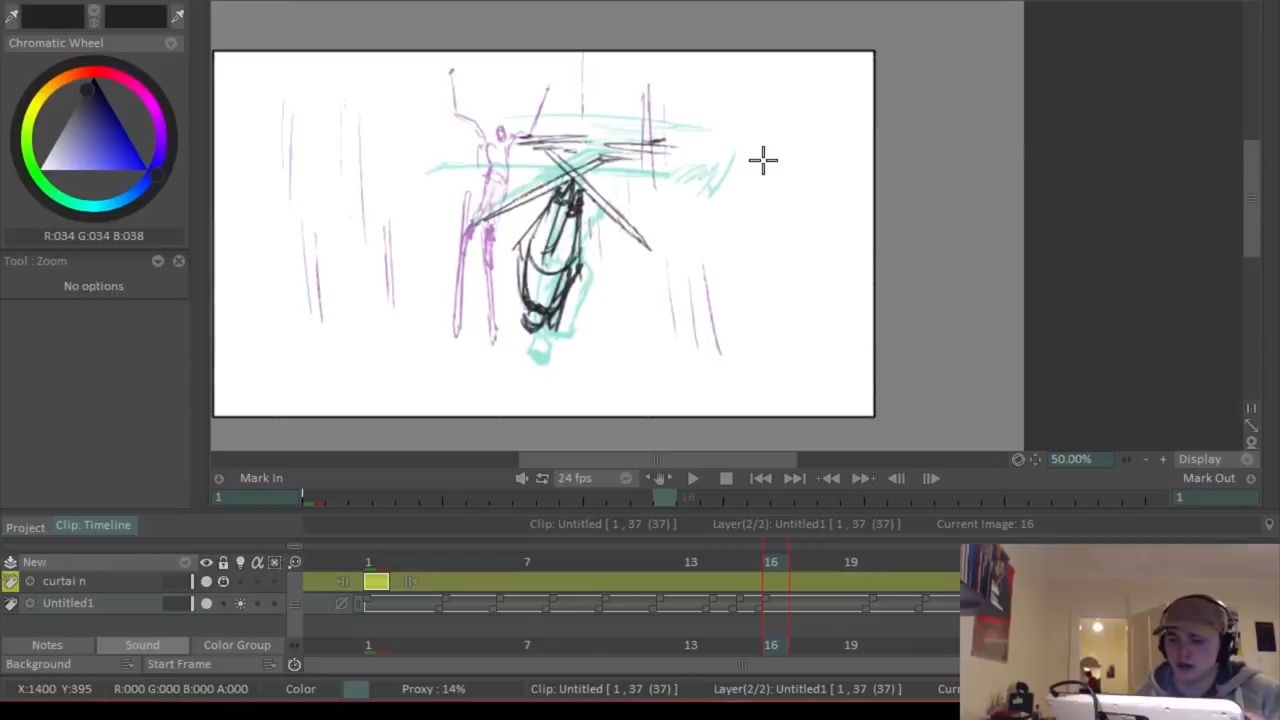 Chromatic Wheel
R:034 G:034 B:038
Tool : Zoom
No options
50.00% Display
1 Mark In 24 fps Mark Out 1
16
Project Clip: Timeline Clip: Untitled [ 1 , 37 (37) ] Layer(2/2): Untitled1 [ 1 , 37 (37) ] Current Image: 16
New 1 7 13 16 19
curtai n
Untitled1
Notes Sound Color Group 1 7 13 16 19
Background Start Frame
X:1400 Y:395 R:000 G:000 B:000 A:000 Color Proxy : 14% Clip: Untitled [ 1 , 37 (37) ] Layer(2/2): Untitled1 [ 1 , 37 (37) ]